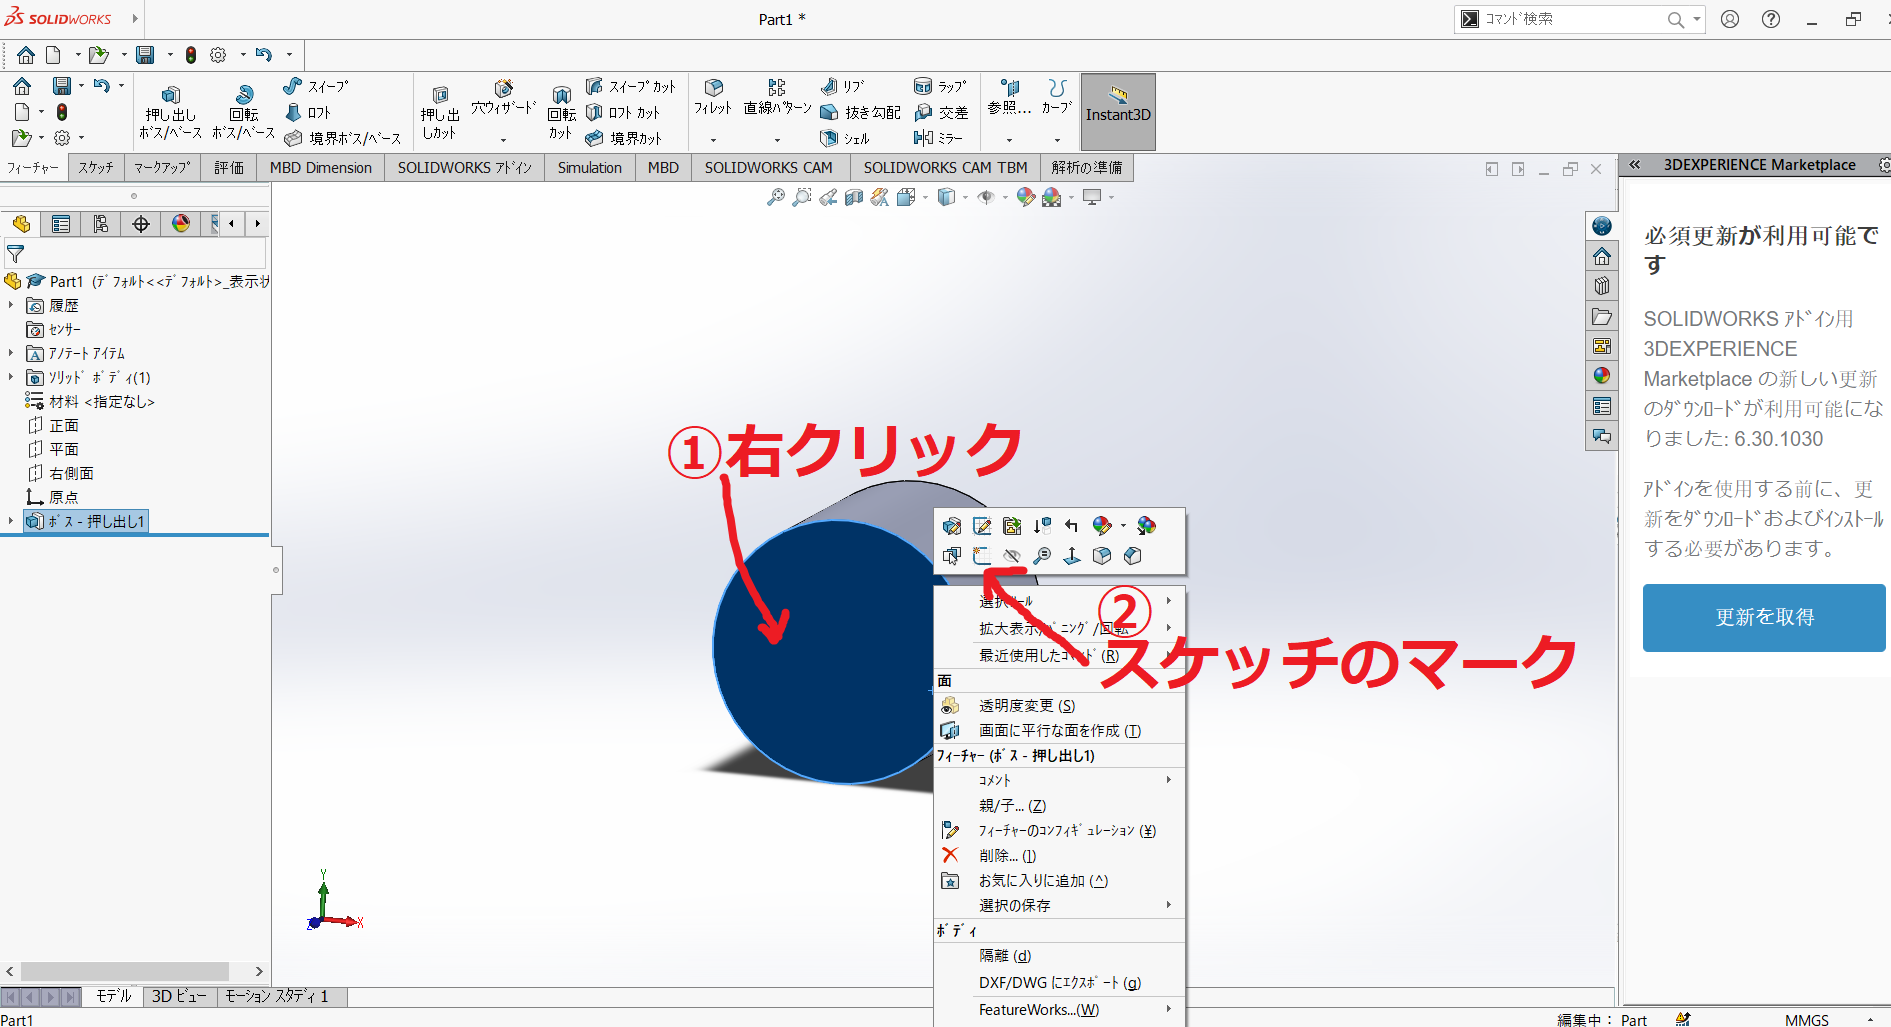 SOLIDWORKS
Part1 *
コマンド検索
押し出し
ボス/ベース
回転
ボス/ベース
スイープ
ロフト
境界ボス/ベース
押し出
しカット
穴ウィザード
回転
カット
スイープ カット
ロフト カット
境界カット
フィレット
直線パターン
リブ
抜き勾配
シェル
ラップ
交差
ミラー
参照...
カーブ
Instant3D
フィーチャー
スケッチ
マークアップ
評価
MBD Dimension
SOLIDWORKS アドイン
Simulation
MBD
SOLIDWORKS CAM
SOLIDWORKS CAM TBM
解析の準備
Part1 (デフォルト<<デフォルト>_表示状
履歴
センサー
アノテート アイテム
ソリッド ボディ(1)
材料 <指定なし>
正面
平面
右側面
原点
ボス - 押し出し1
①右クリック
選択ツール
拡大表示/パニング/回転
最近使用したコマンド(R)
②
スケッチのマーク
面
透明度変更 (S)
画面に平行な面を作成 (T)
フィーチャー (ボス - 押し出し1)
コメント
親/子... (Z)
フィーチャーのコンフィギュレーション (¥)
削除... (])
お気に入りに追加 (^)
選択の保存
ボディ
隔離 (d)
DXF/DWG にエクスポート (g)
FeatureWorks...(W)
Y
X
Z
3DEXPERIENCE Marketplace
必須更新が利用可能で
す
SOLIDWORKS アドイン用
3DEXPERIENCE
Marketplace の新しい更新
のダウンロードが利用可能にな
りました: 6.30.1030
アドインを使用する前に、更
新をダウンロードおよびインストール
する必要があります。
更新を取得
モデル
3D ビュー
モーション スタディ 1
Part1
編集中： Part
MMGS